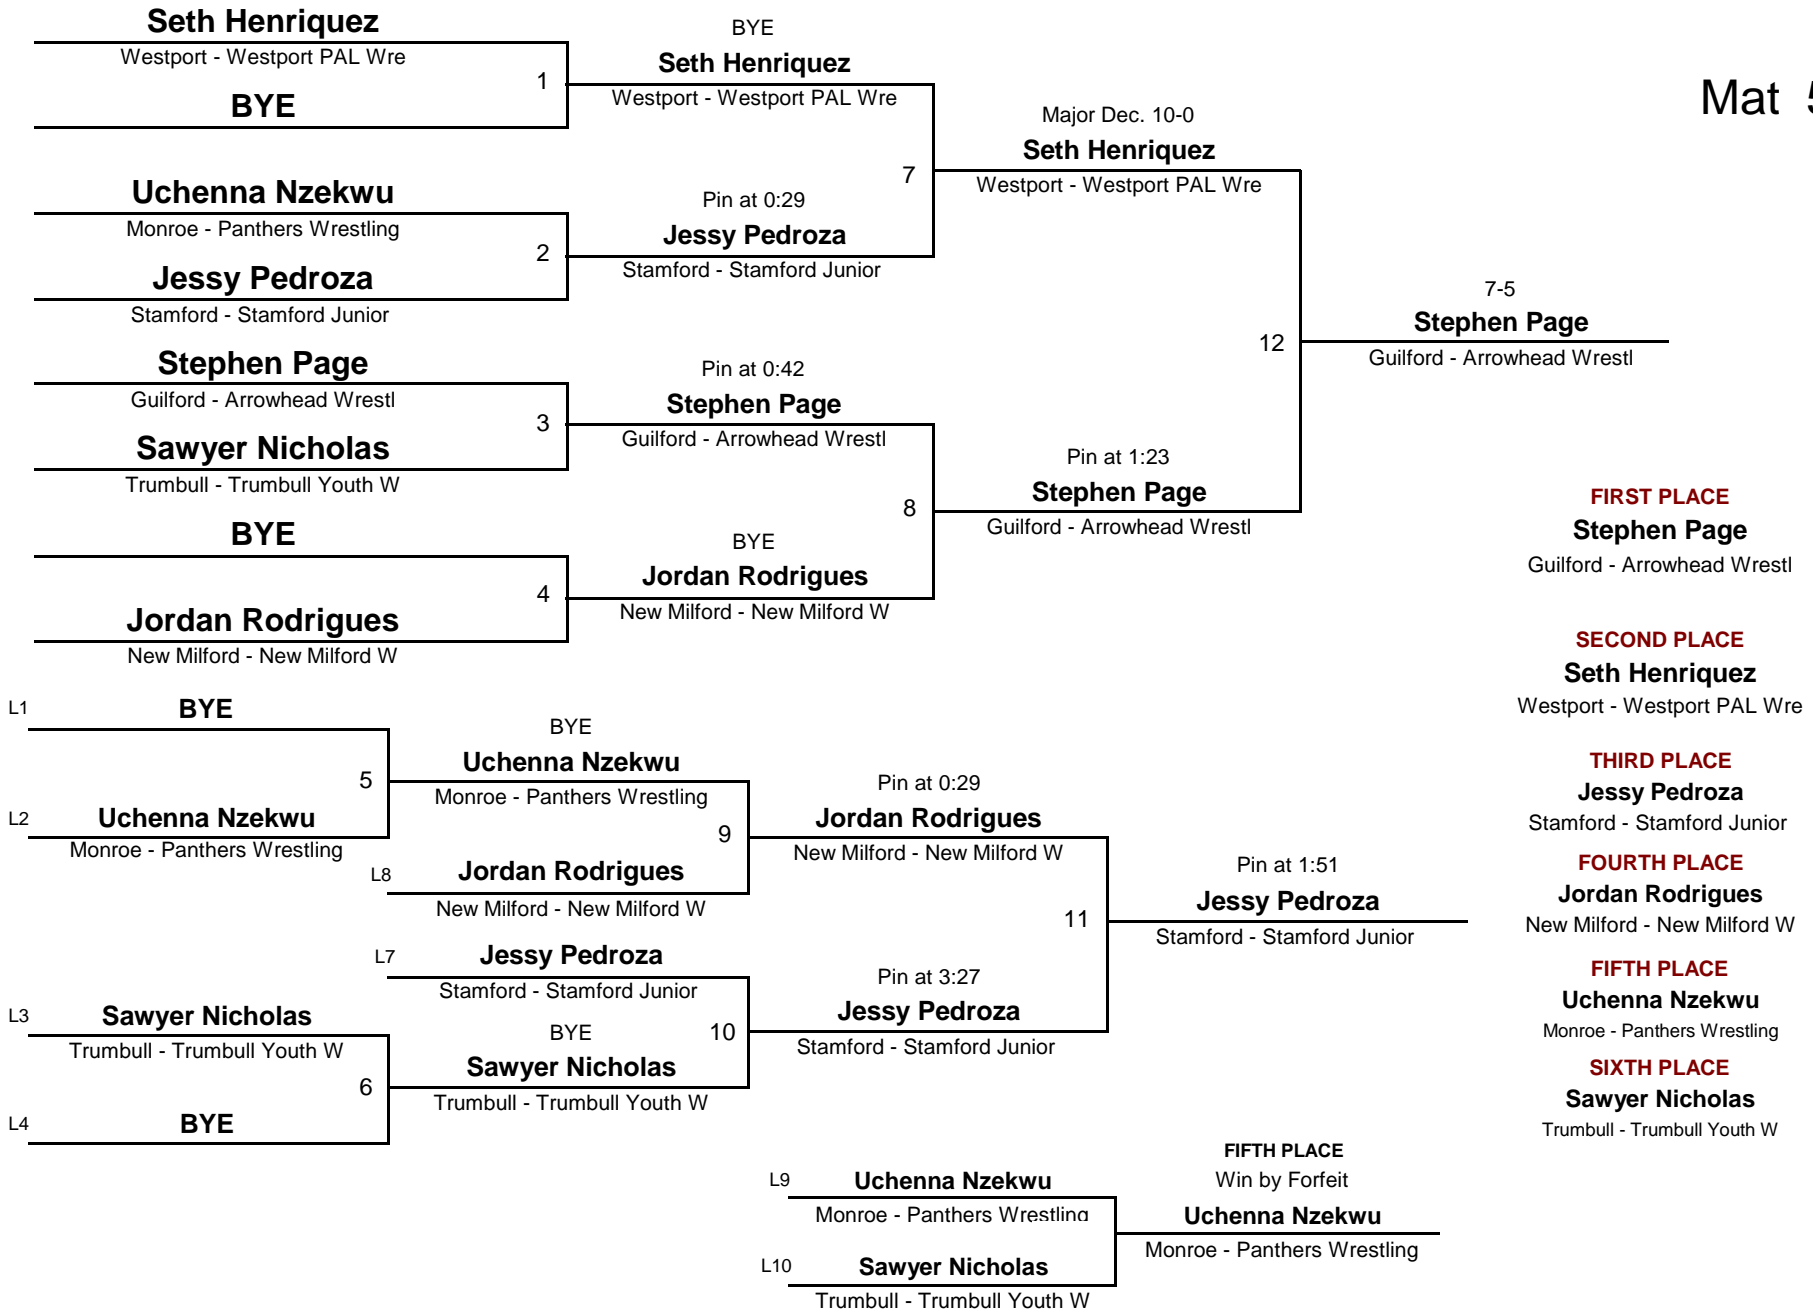 Seth Henriquez
Westport - Westport PAL Wre
1
BYE
BYE
Seth Henriquez
Westport - Westport PAL Wre
Mat 5
Uchenna Nzekwu
Monroe - Panthers Wrestling
2
Jessy Pedroza
Stamford - Stamford Junior
Pin at 0:29
Jessy Pedroza
Stamford - Stamford Junior
7
Major Dec. 10-0
Seth Henriquez
Westport - Westport PAL Wre
Stephen Page
Guilford - Arrowhead Wrestl
3
Sawyer Nicholas
Trumbull - Trumbull Youth W
Pin at 0:42
Stephen Page
Guilford - Arrowhead Wrestl
BYE
4
Jordan Rodrigues
New Milford - New Milford W
BYE
Jordan Rodrigues
New Milford - New Milford W
8
Pin at 1:23
Stephen Page
Guilford - Arrowhead Wrestl
12
7-5
Stephen Page
Guilford - Arrowhead Wrestl
L1
BYE
5
L2
Uchenna Nzekwu
Monroe - Panthers Wrestling
BYE
Uchenna Nzekwu
Monroe - Panthers Wrestling
9
L8
Jordan Rodrigues
New Milford - New Milford W
Pin at 0:29
Jordan Rodrigues
New Milford - New Milford W
L7
Jessy Pedroza
Stamford - Stamford Junior
L3
Sawyer Nicholas
Trumbull - Trumbull Youth W
6
L4
BYE
BYE
10
Sawyer Nicholas
Trumbull - Trumbull Youth W
Pin at 3:27
Jessy Pedroza
Stamford - Stamford Junior
11
Pin at 1:51
Jessy Pedroza
Stamford - Stamford Junior
L9
Uchenna Nzekwu
Monroe - Panthers Wrestling
L10
Sawyer Nicholas
Trumbull - Trumbull Youth W
FIFTH PLACE
Win by Forfeit
Uchenna Nzekwu
Monroe - Panthers Wrestling
FIRST PLACE
Stephen Page
Guilford - Arrowhead Wrestl
SECOND PLACE
Seth Henriquez
Westport - Westport PAL Wre
THIRD PLACE
Jessy Pedroza
Stamford - Stamford Junior
FOURTH PLACE
Jordan Rodrigues
New Milford - New Milford W
FIFTH PLACE
Uchenna Nzekwu
Monroe - Panthers Wrestling
SIXTH PLACE
Sawyer Nicholas
Trumbull - Trumbull Youth W